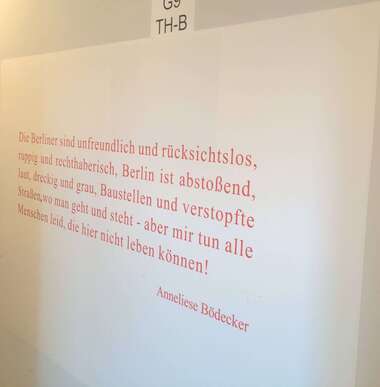 G9
TH-B
Die Berliner sind unfreundlich und rücksichtslos,
ruppig und rechthaberisch, Berlin ist abstoßend,
laut, dreckig und grau, Baustellen und verstopfte
Straßen,wo man geht und steht - aber mir tun alle
Menschen leid, die hier nicht leben können!
Anneliese Bödecker